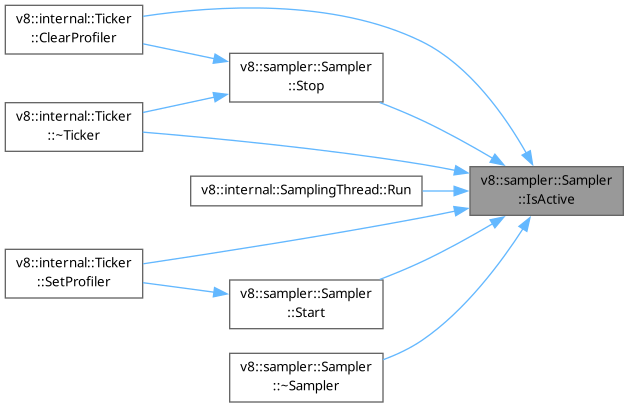 v8::internal::Ticker
::ClearProfiler
v8::sampler::Sampler
::Stop
v8::internal::Ticker
::~Ticker
v8::sampler::Sampler
::IsActive
v8::internal::SamplingThread::Run
v8::internal::Ticker
::SetProfiler
v8::sampler::Sampler
::Start
v8::sampler::Sampler
::~Sampler